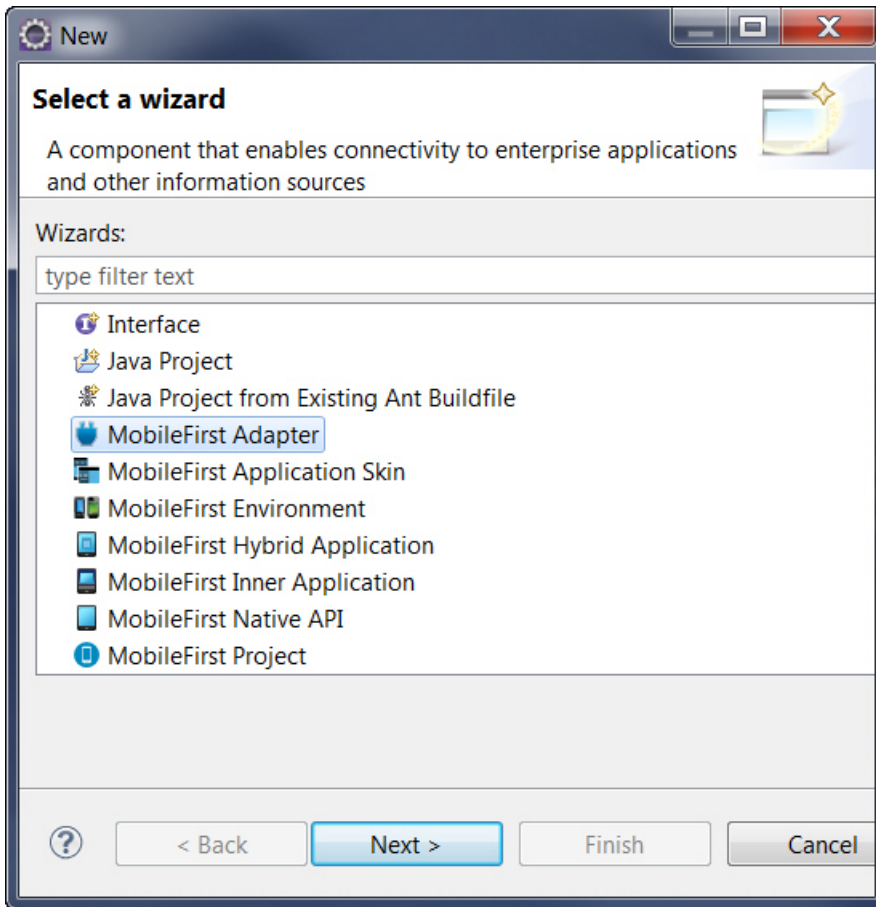 New
Select a wizard
A component that enables connectivity to enterprise applications
and other information sources
Wizards:
type filter text
Interface
Java Project
Java Project from Existing Ant Buildfile
MobileFirst Adapter
MobileFirst Application Skin
MobileFirst Environment
MobileFirst Hybrid Application
MobileFirst Inner Application
MobileFirst Native API
MobileFirst Project
? < Back Next > Finish Cancel